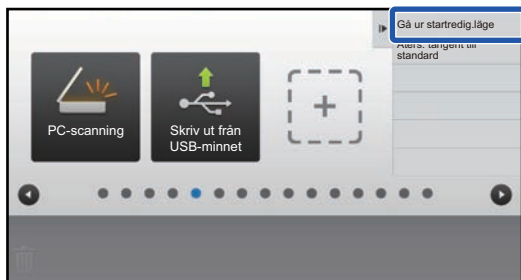 Gå ur startredig.läge
Åters. tangent till
standard
PC-scanning
Skriv ut från
USB-minnet